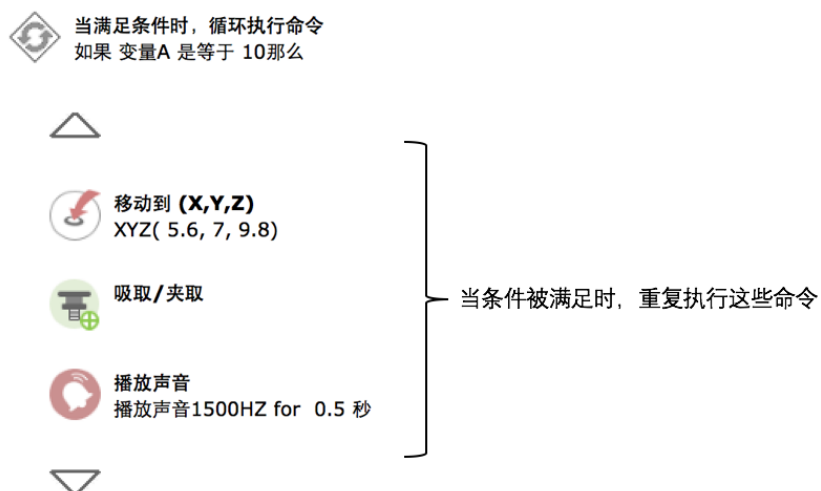 当满足条件时，循环执行命令
如果 变量A 是等于 10那么
移动到 (X,Y,Z)
XYZ( 5.6, 7, 9.8)
吸取/夹取
当条件被满足时，重复执行这些命令
播放声音
播放声音1500HZ for 0.5 秒